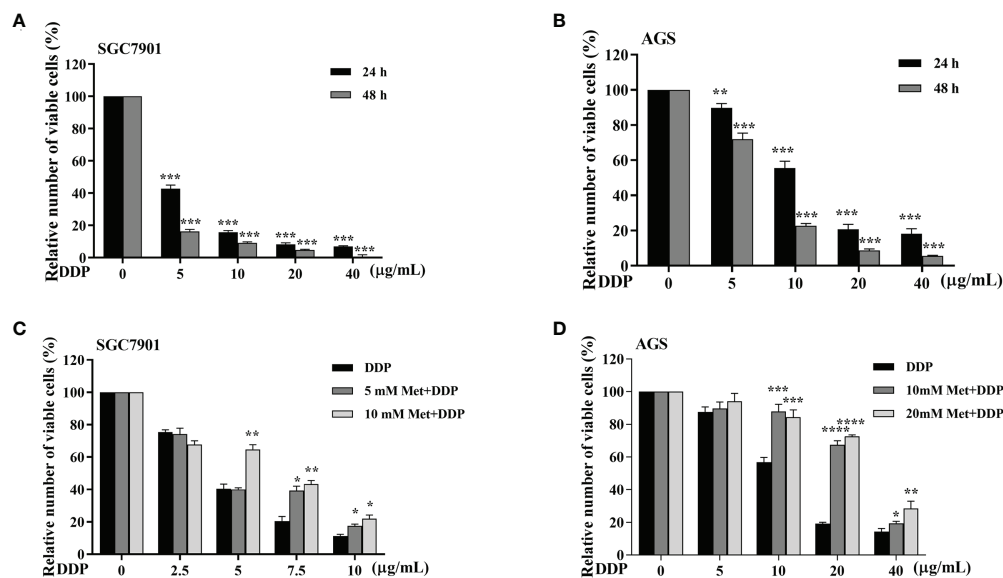 A
SGC7901
Relative number of viable cells (%)
24 h
48 h
120
100
80
60
40
20
0
***
***
***
***
***
***
***
***
DDP
0
5
10
20
40
(μg/mL)
B
AGS
Relative number of viable cells (%)
24 h
48 h
120
100
80
60
40
20
0
**
***
***
***
***
***
***
***
DDP
0
5
10
20
40
(μg/mL)
C
SGC7901
Relative number of viable cells (%)
DDP
5 mM Met+DDP
10 mM Met+DDP
120
100
80
60
40
20
0
**
*
**
*
*
DDP
0
2.5
5
7.5
10
(μg/mL)
D
AGS
Relative number of viable cells (%)
DDP
10mM Met+DDP
20mM Met+DDP
120
100
80
60
40
20
0
***
***
****
****
*
**
DDP
0
5
10
20
40
(μg/mL)